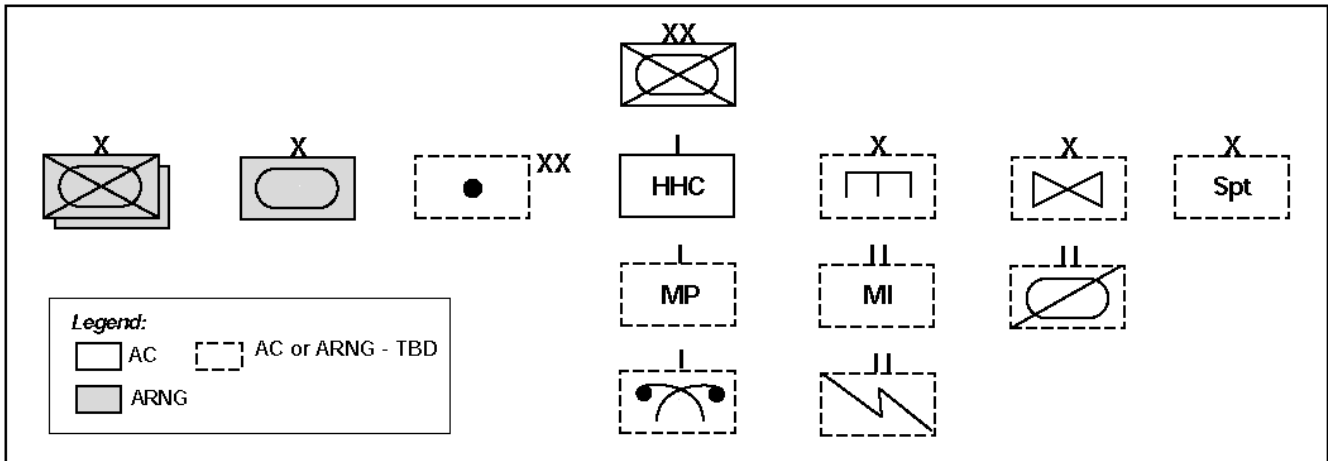 XX
X
X
XX
I
HHC
X
X
X
Spt
I
MP
II
MI
II
Legend:
AC
AC or ARNG - TBD
ARNG
I
II